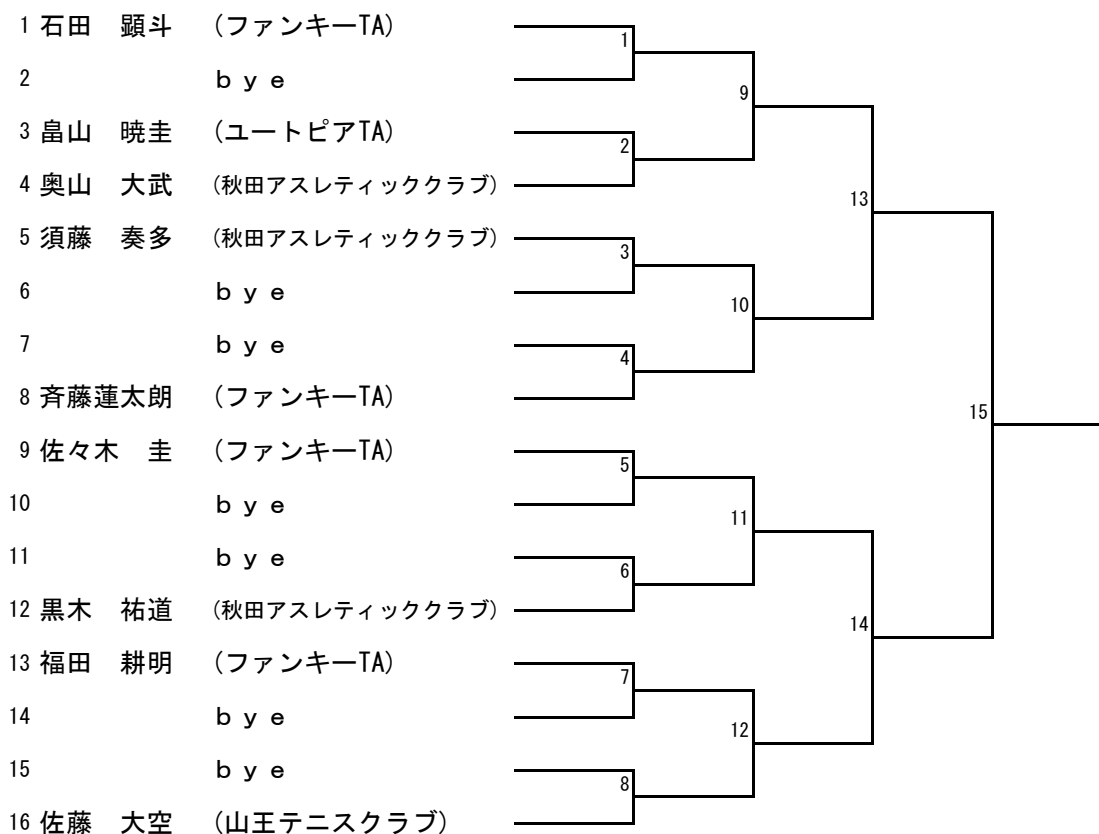 1 石田　顕斗　(ファンキーTA)
1
2 ｂｙｅ
9
3 畠山　暁圭　(ユートピアTA)
2
4 奥山　大武　(秋田アスレティッククラブ)
13
5 須藤　奏多　(秋田アスレティッククラブ)
3
6 ｂｙｅ
10
7 ｂｙｅ
4
8 斉藤蓮太朗　(ファンキーTA)
15
9 佐々木　圭　(ファンキーTA)
5
10 ｂｙｅ
11
11 ｂｙｅ
6
12 黒木　祐道　(秋田アスレティッククラブ)
14
13 福田　耕明　(ファンキーTA)
7
14 ｂｙｅ
12
15 ｂｙｅ
8
16 佐藤　大空　(山王テニスクラブ)